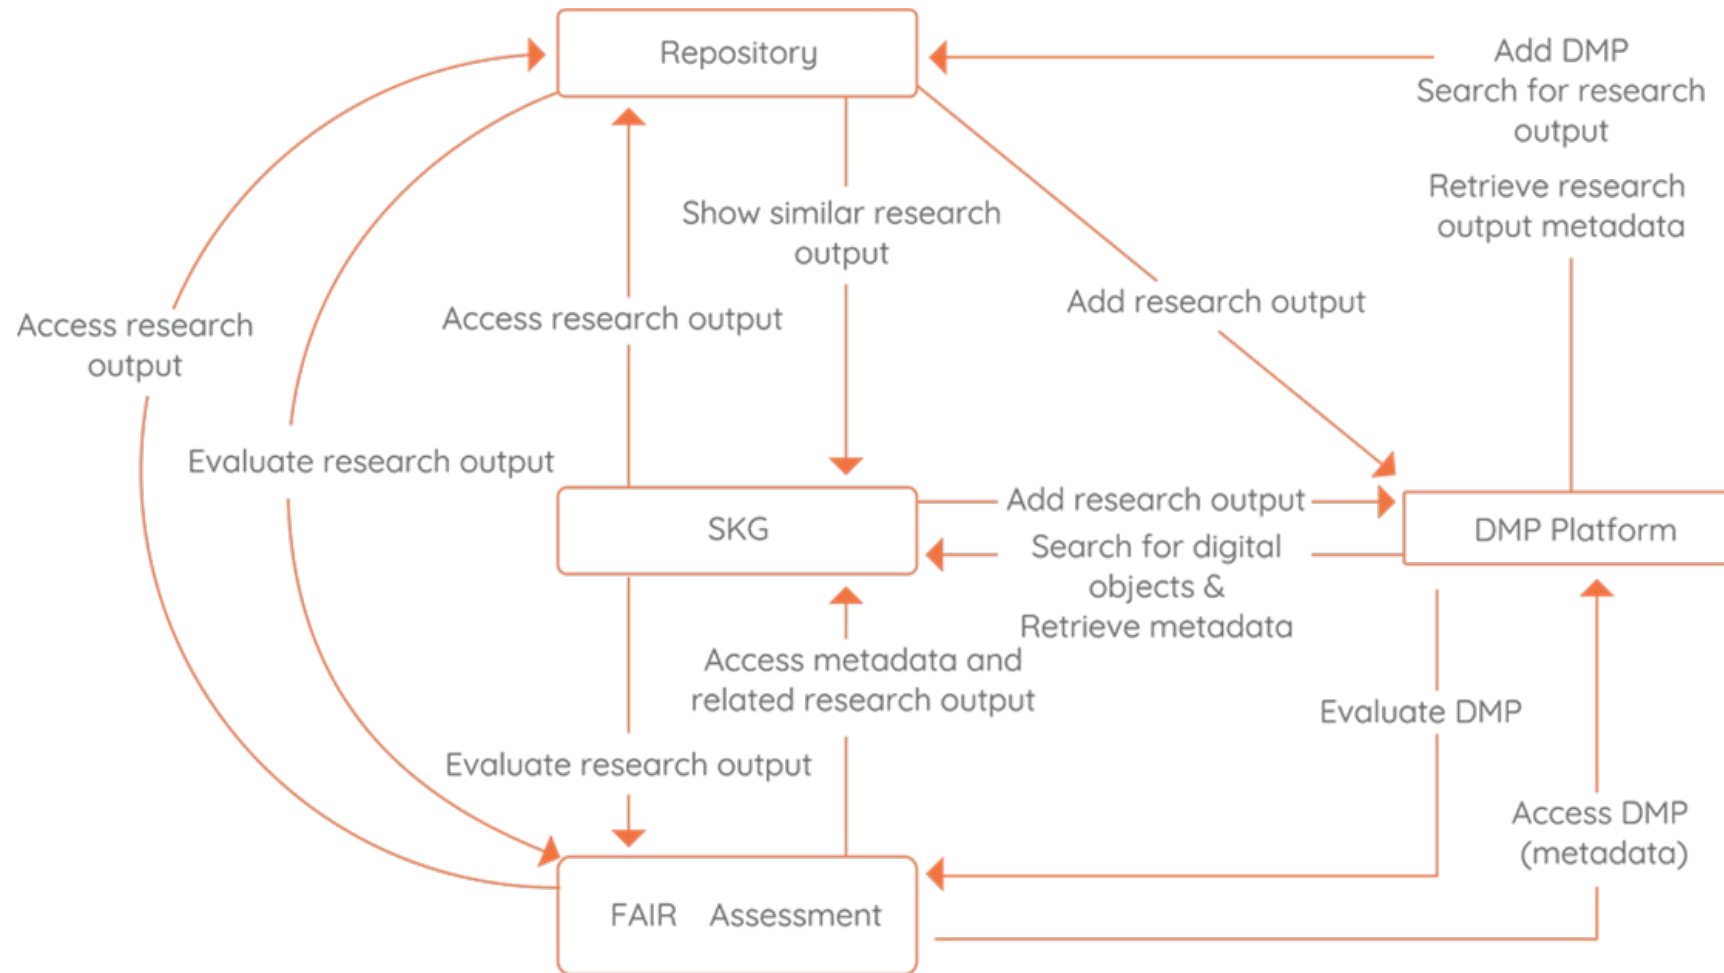 Repository
Add DMP
Search for research
output
Retrieve research
output metadata
Show similar research
output
Add research output
Access research
output
Access research output
Evaluate research output
SKG
Add research output
Search for digital
objects &
Retrieve metadata
DMP Platform
Access metadata and
related research output
Evaluate DMP
Evaluate research output
Access DMP
(metadata)
FAIR Assessment